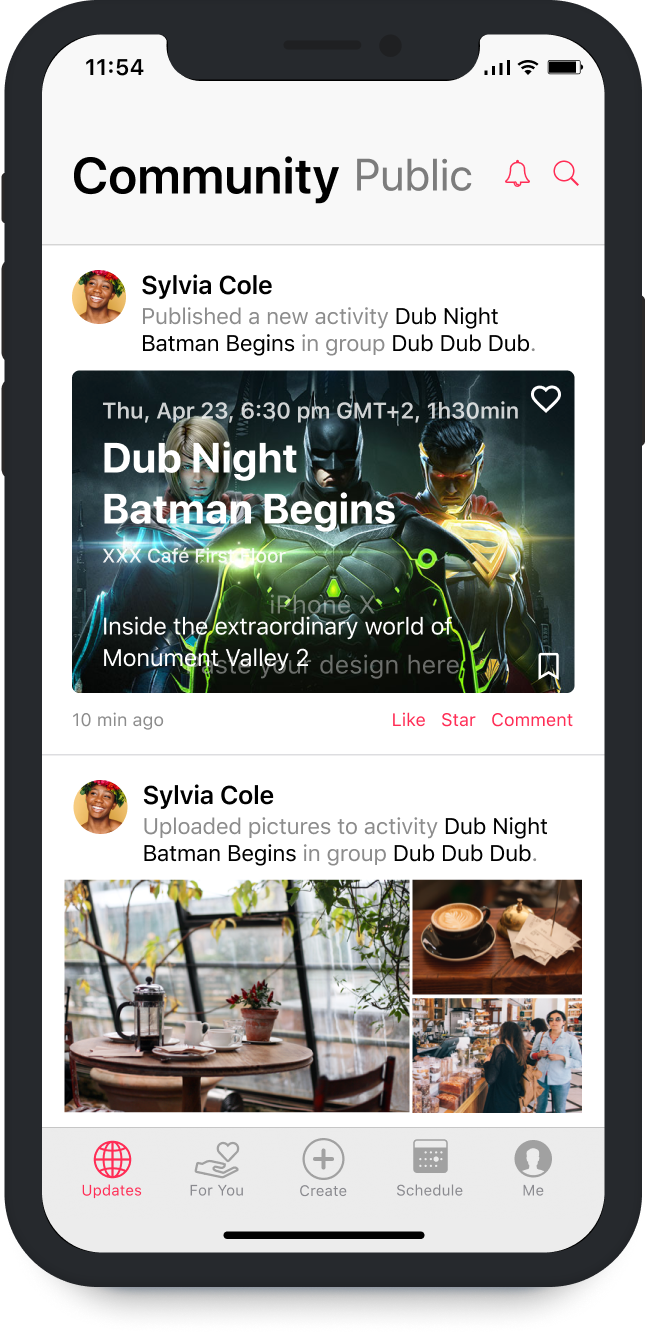 11:54
Community Public
Sylvia Cole
Published a new activity Dub Night
Batman Begins in group Dub Dub Dub.
Thu, Apr 23, 6:30 pm GMT+2, 1h30min
Dub Night
Batman Begins
XXX Café First Floor
iPhone X
Inside the extraordinary world of
Monument Valley 2
aste your design here
10 min ago
Like Star Comment
Sylvia Cole
Uploaded pictures to activity Dub Night
Batman Begins in group Dub Dub Dub.
Updates
For You
Create
Schedule
Me